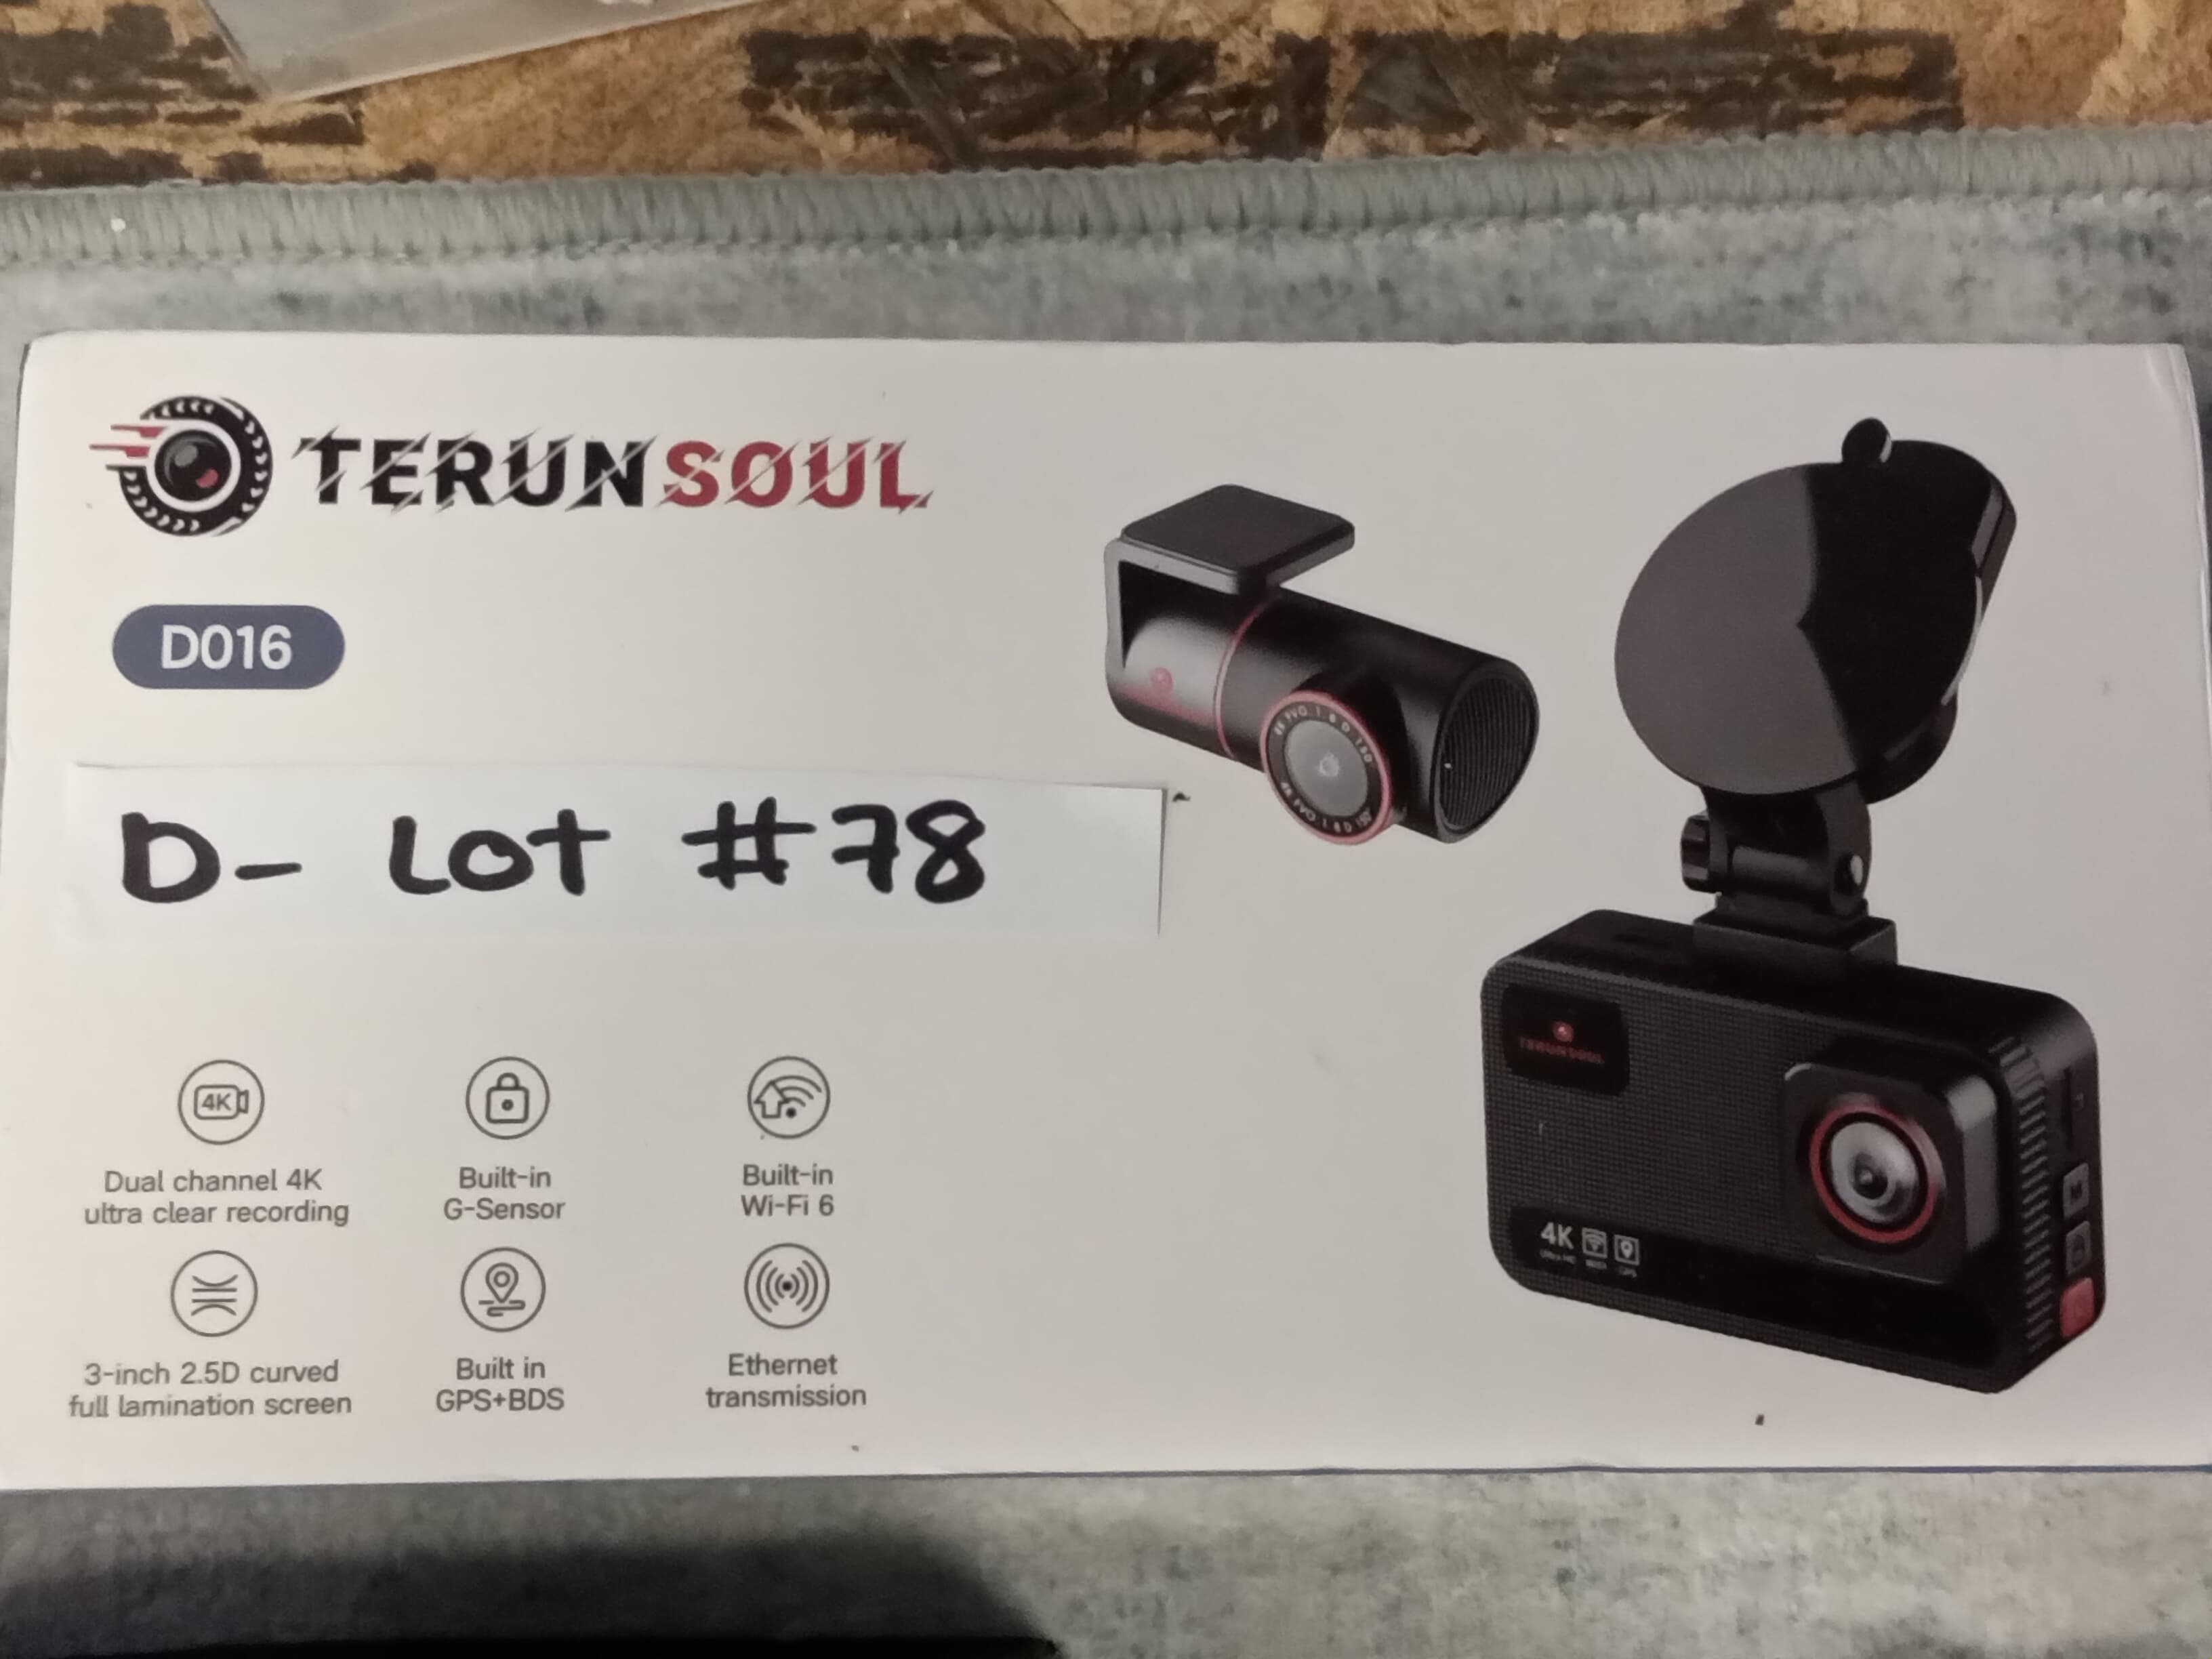 TERUNSOUL
D016
D- LOT #78
4K
Dual channel 4K
ultra clear recording
Built-in
G-Sensor
Built-in
Wi-Fi 6
3-inch 2.5D curved
full lamination screen
Built in
GPS+BDS
Ethernet
transmission
TERUNSOUL
4K